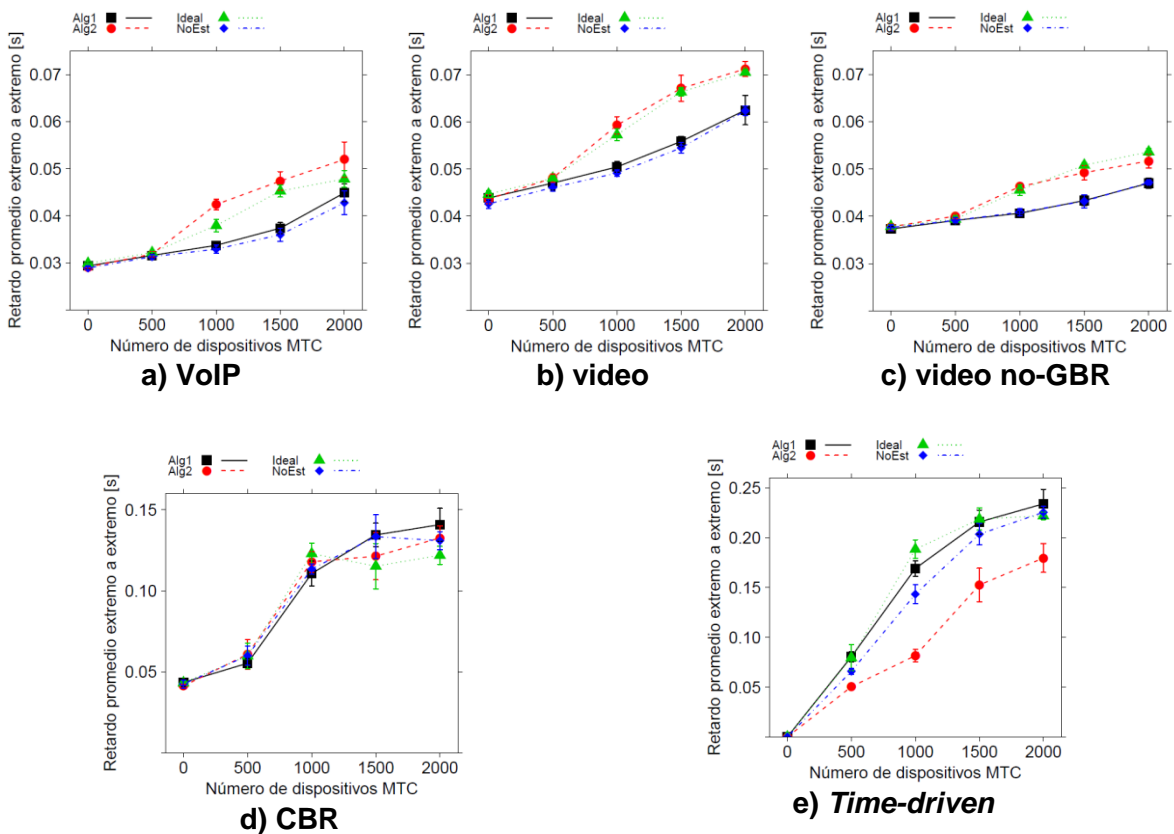 Alg1 Ideal
Alg2 NoEst
Retardo promedio extremo a extremo [s]
0.07
0.06
0.05
0.04
0.03
0 500 1000 1500 2000
Número de dispositivos MTC
a) VoIP
Alg1 Ideal
Alg2 NoEst
Retardo promedio extremo a extremo [s]
0.07
0.06
0.05
0.04
0.03
0 500 1000 1500 2000
Número de dispositivos MTC
b) video
Alg1 Ideal
Alg2 NoEst
Retardo promedio extremo a extremo [s]
0.07
0.06
0.05
0.04
0.03
0 500 1000 1500 2000
Número de dispositivos MTC
c) video no-GBR
Alg1 Ideal
Alg2 NoEst
Retardo promedio extremo a extremo [s]
0.15
0.10
0.05
0 500 1000 1500 2000
Número de dispositivos MTC
d) CBR
Alg1 Ideal
Alg2 NoEst
Retardo promedio extremo a extremo [s]
0.25
0.20
0.15
0.10
0.05
0 500 1000 1500 2000
Número de dispositivos MTC
e) Time-driven